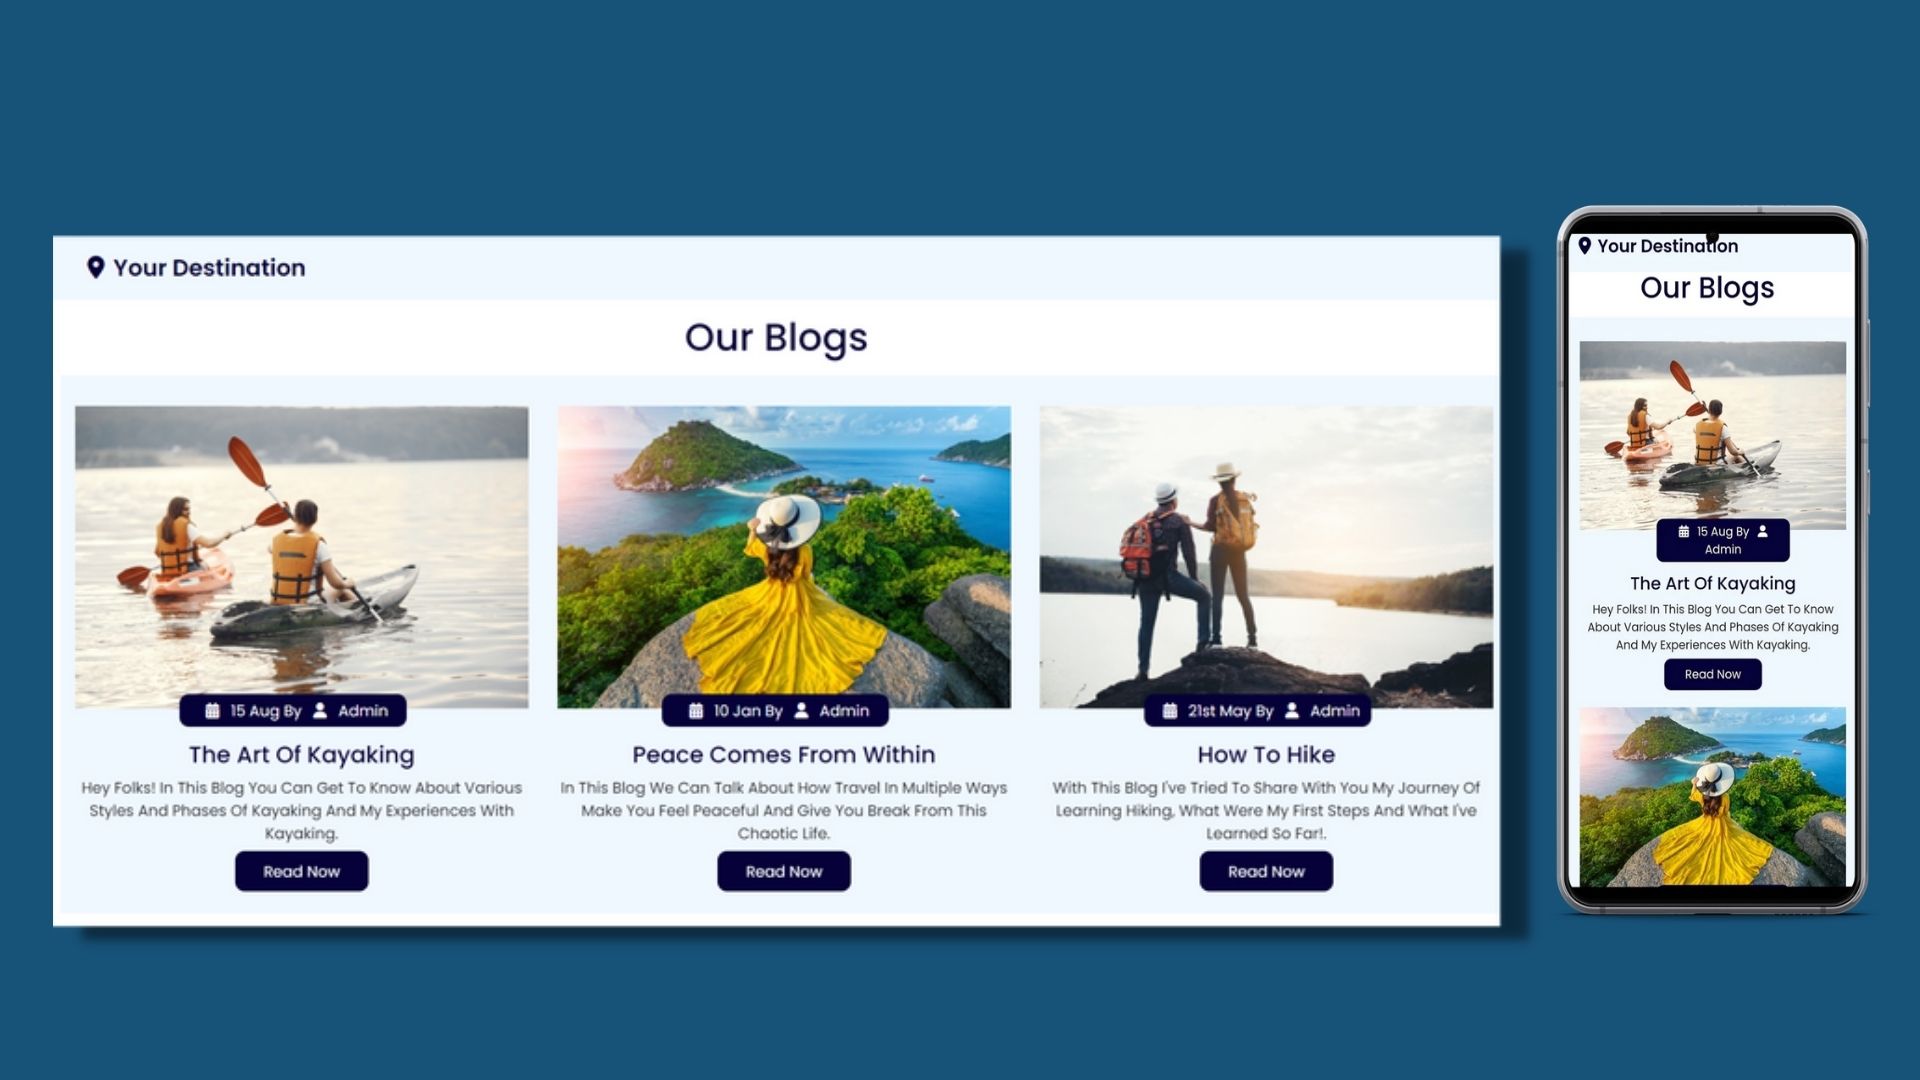 Your Destination
Our Blogs
15 Aug By Admin
The Art Of Kayaking
Hey Folks! In This Blog You Can Get To Know About Various
Styles And Phases Of Kayaking And My Experiences With
Kayaking.
Read Now
10 Jan By Admin
Peace Comes From Within
In This Blog We Can Talk About How Travel In Multiple Ways
Make You Feel Peaceful And Give You Break From This
Chaotic Life.
Read Now
21st May By Admin
How To Hike
With This Blog I've Tried To Share With You My Journey Of
Learning Hiking, What Were My First Steps And What I've
Learned So Far!.
Read Now
Your Destination
Our Blogs
15 Aug By
Admin
The Art Of Kayaking
Hey Folks! In This Blog You Can Get To Know
About Various Styles And Phases Of Kayaking
And My Experiences With Kayaking.
Read Now